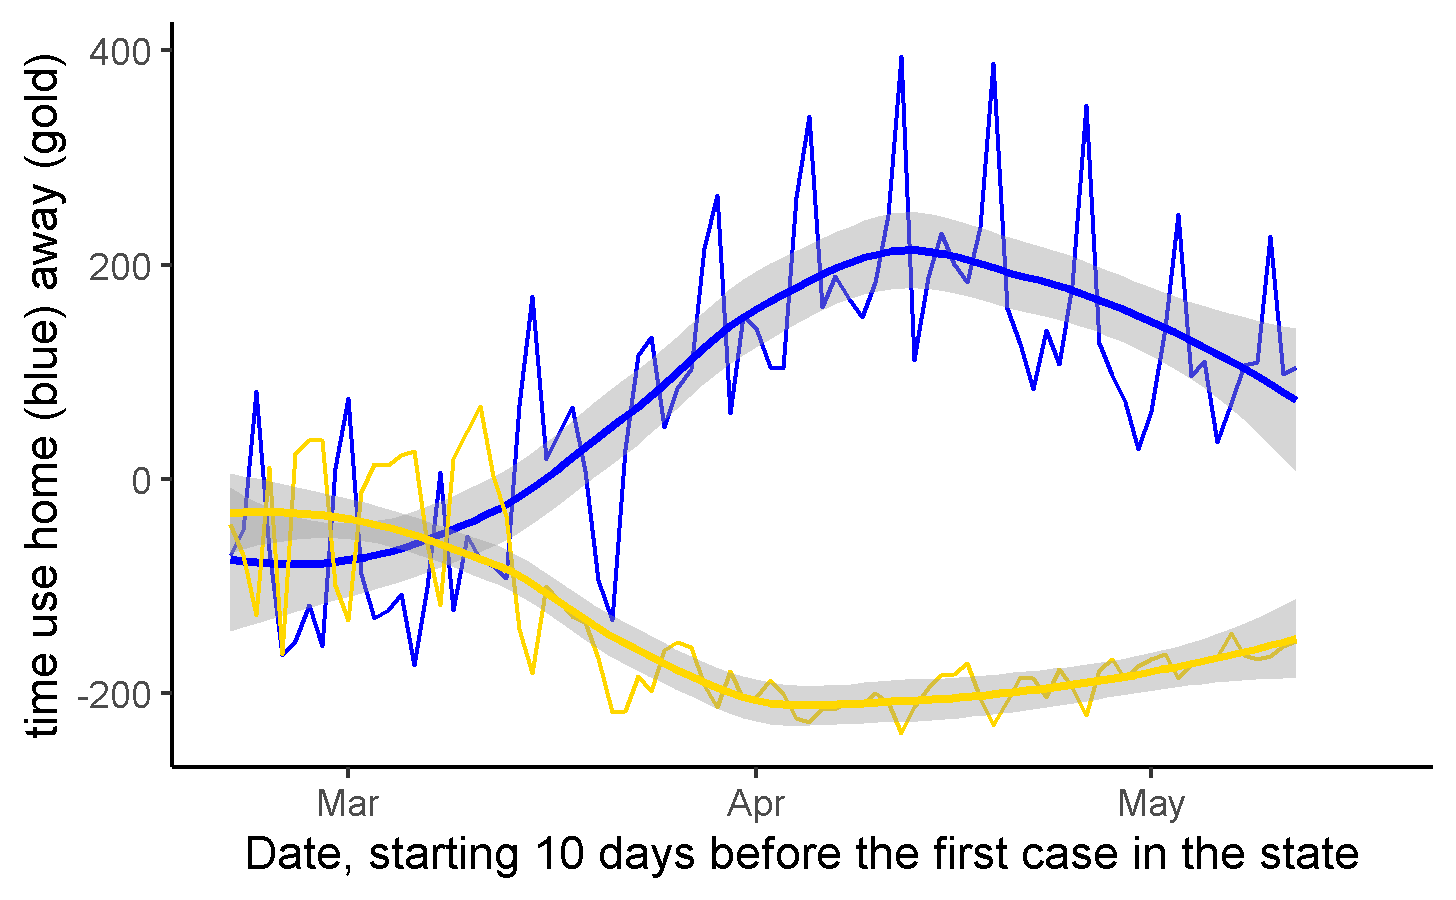 time use home (blue) away (gold)
400
200
0
-200
Mar Apr May
Date, starting 10 days before the first case in the state